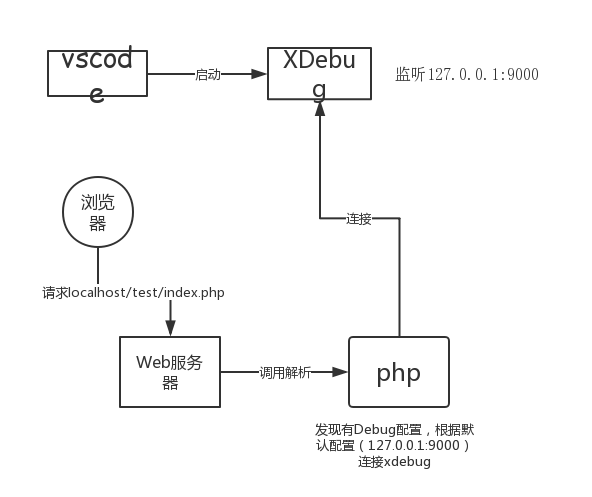 vscod
e
启动
XDebu
g
监听127.0.0.1:9000
浏览
器
连接
请求localhost/test/index.php
Web服务
器
调用解析
php
发现有Debug配置，根据默
认配置（127.0.0.1:9000）
连接xdebug